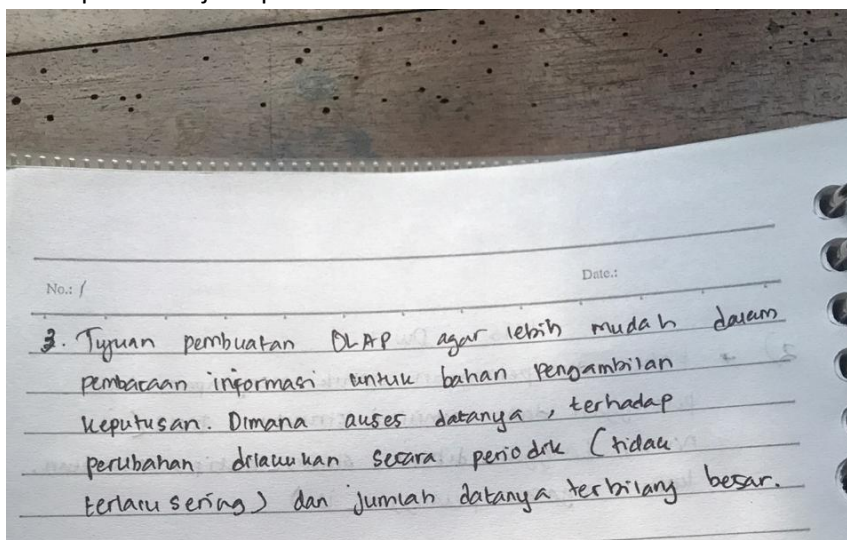 No.: /
Date.:
3. Tujuan pembuatan OLAP agar lebih mudah dalam
pembacaan informasi untuk bahan pengambilan
keputusan. Dimana akses datanya, terhadap
perubahan dilakukan secara periodik (tidak
terlalu sering) dan jumlah datanya terbilang besar.